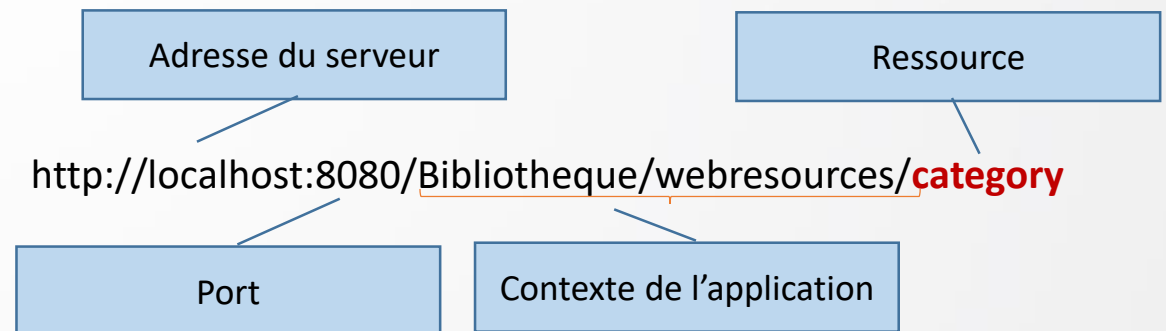 Adresse du serveur
Ressource
http://localhost:8080/Bibliotheque/webresources/category
Port
Contexte de l’application